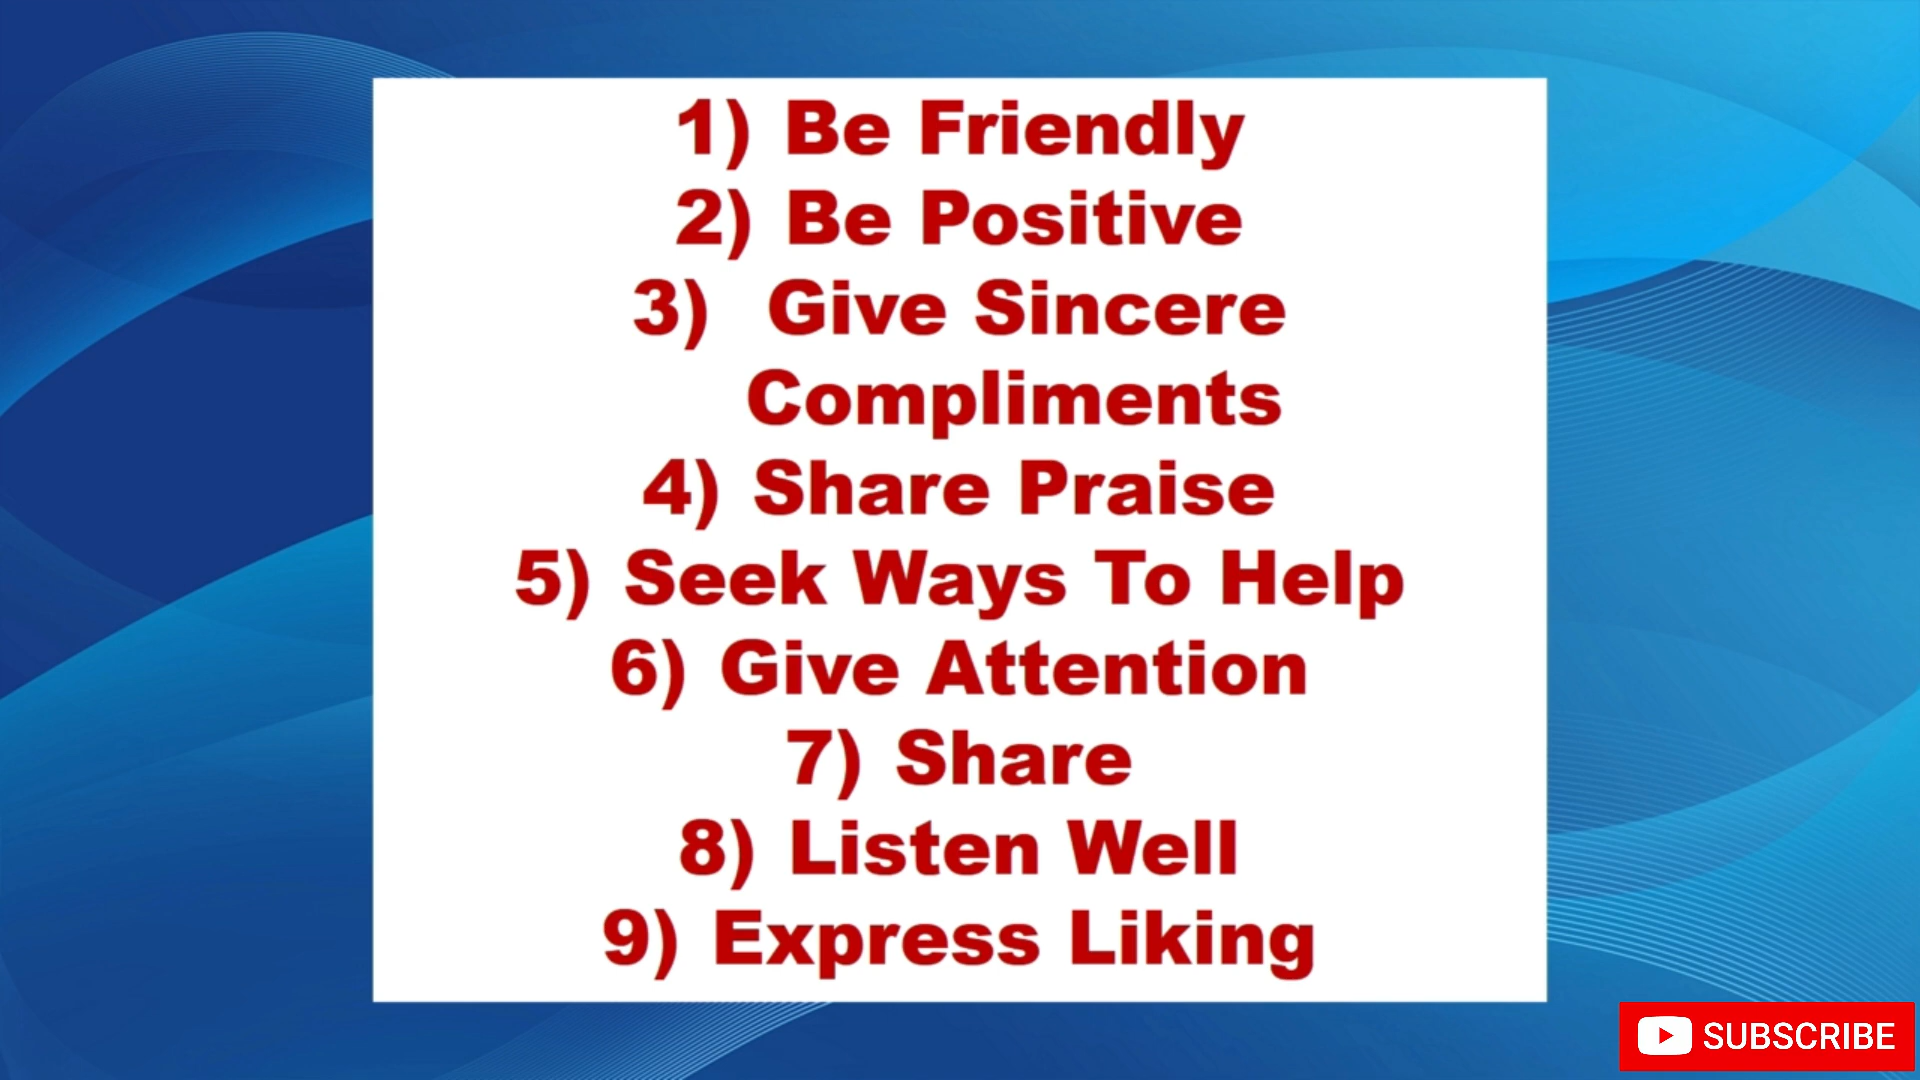 1) Be Friendly
2) Be Positive
3) Give Sincere
Compliments
4) Share Praise
5) Seek Ways To Help
6) Give Attention
7) Share
8) Listen Well
9) Express Liking
SUBSCRIBE